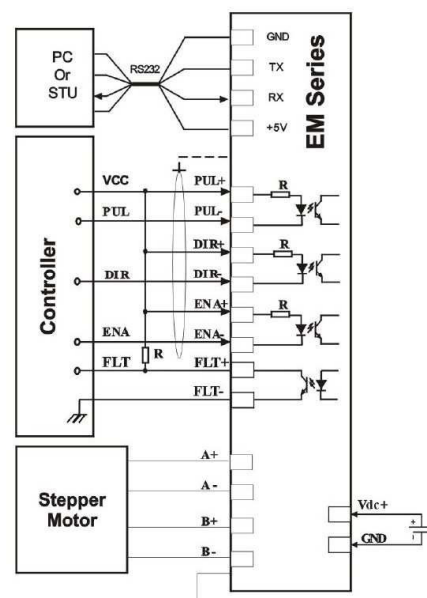 PC
Or
STU
RS232
GND
TX
RX
+5V
EM Series
Controller
VCC
PUL+
R
PUL
PUL-
DIR+
R
DIR
DIR-
ENA+
R
ENA
ENA-
R
FLT
FLT+
FLT-
Stepper
Motor
A+
A-
B+
B-
Vdc+
GND
+
-